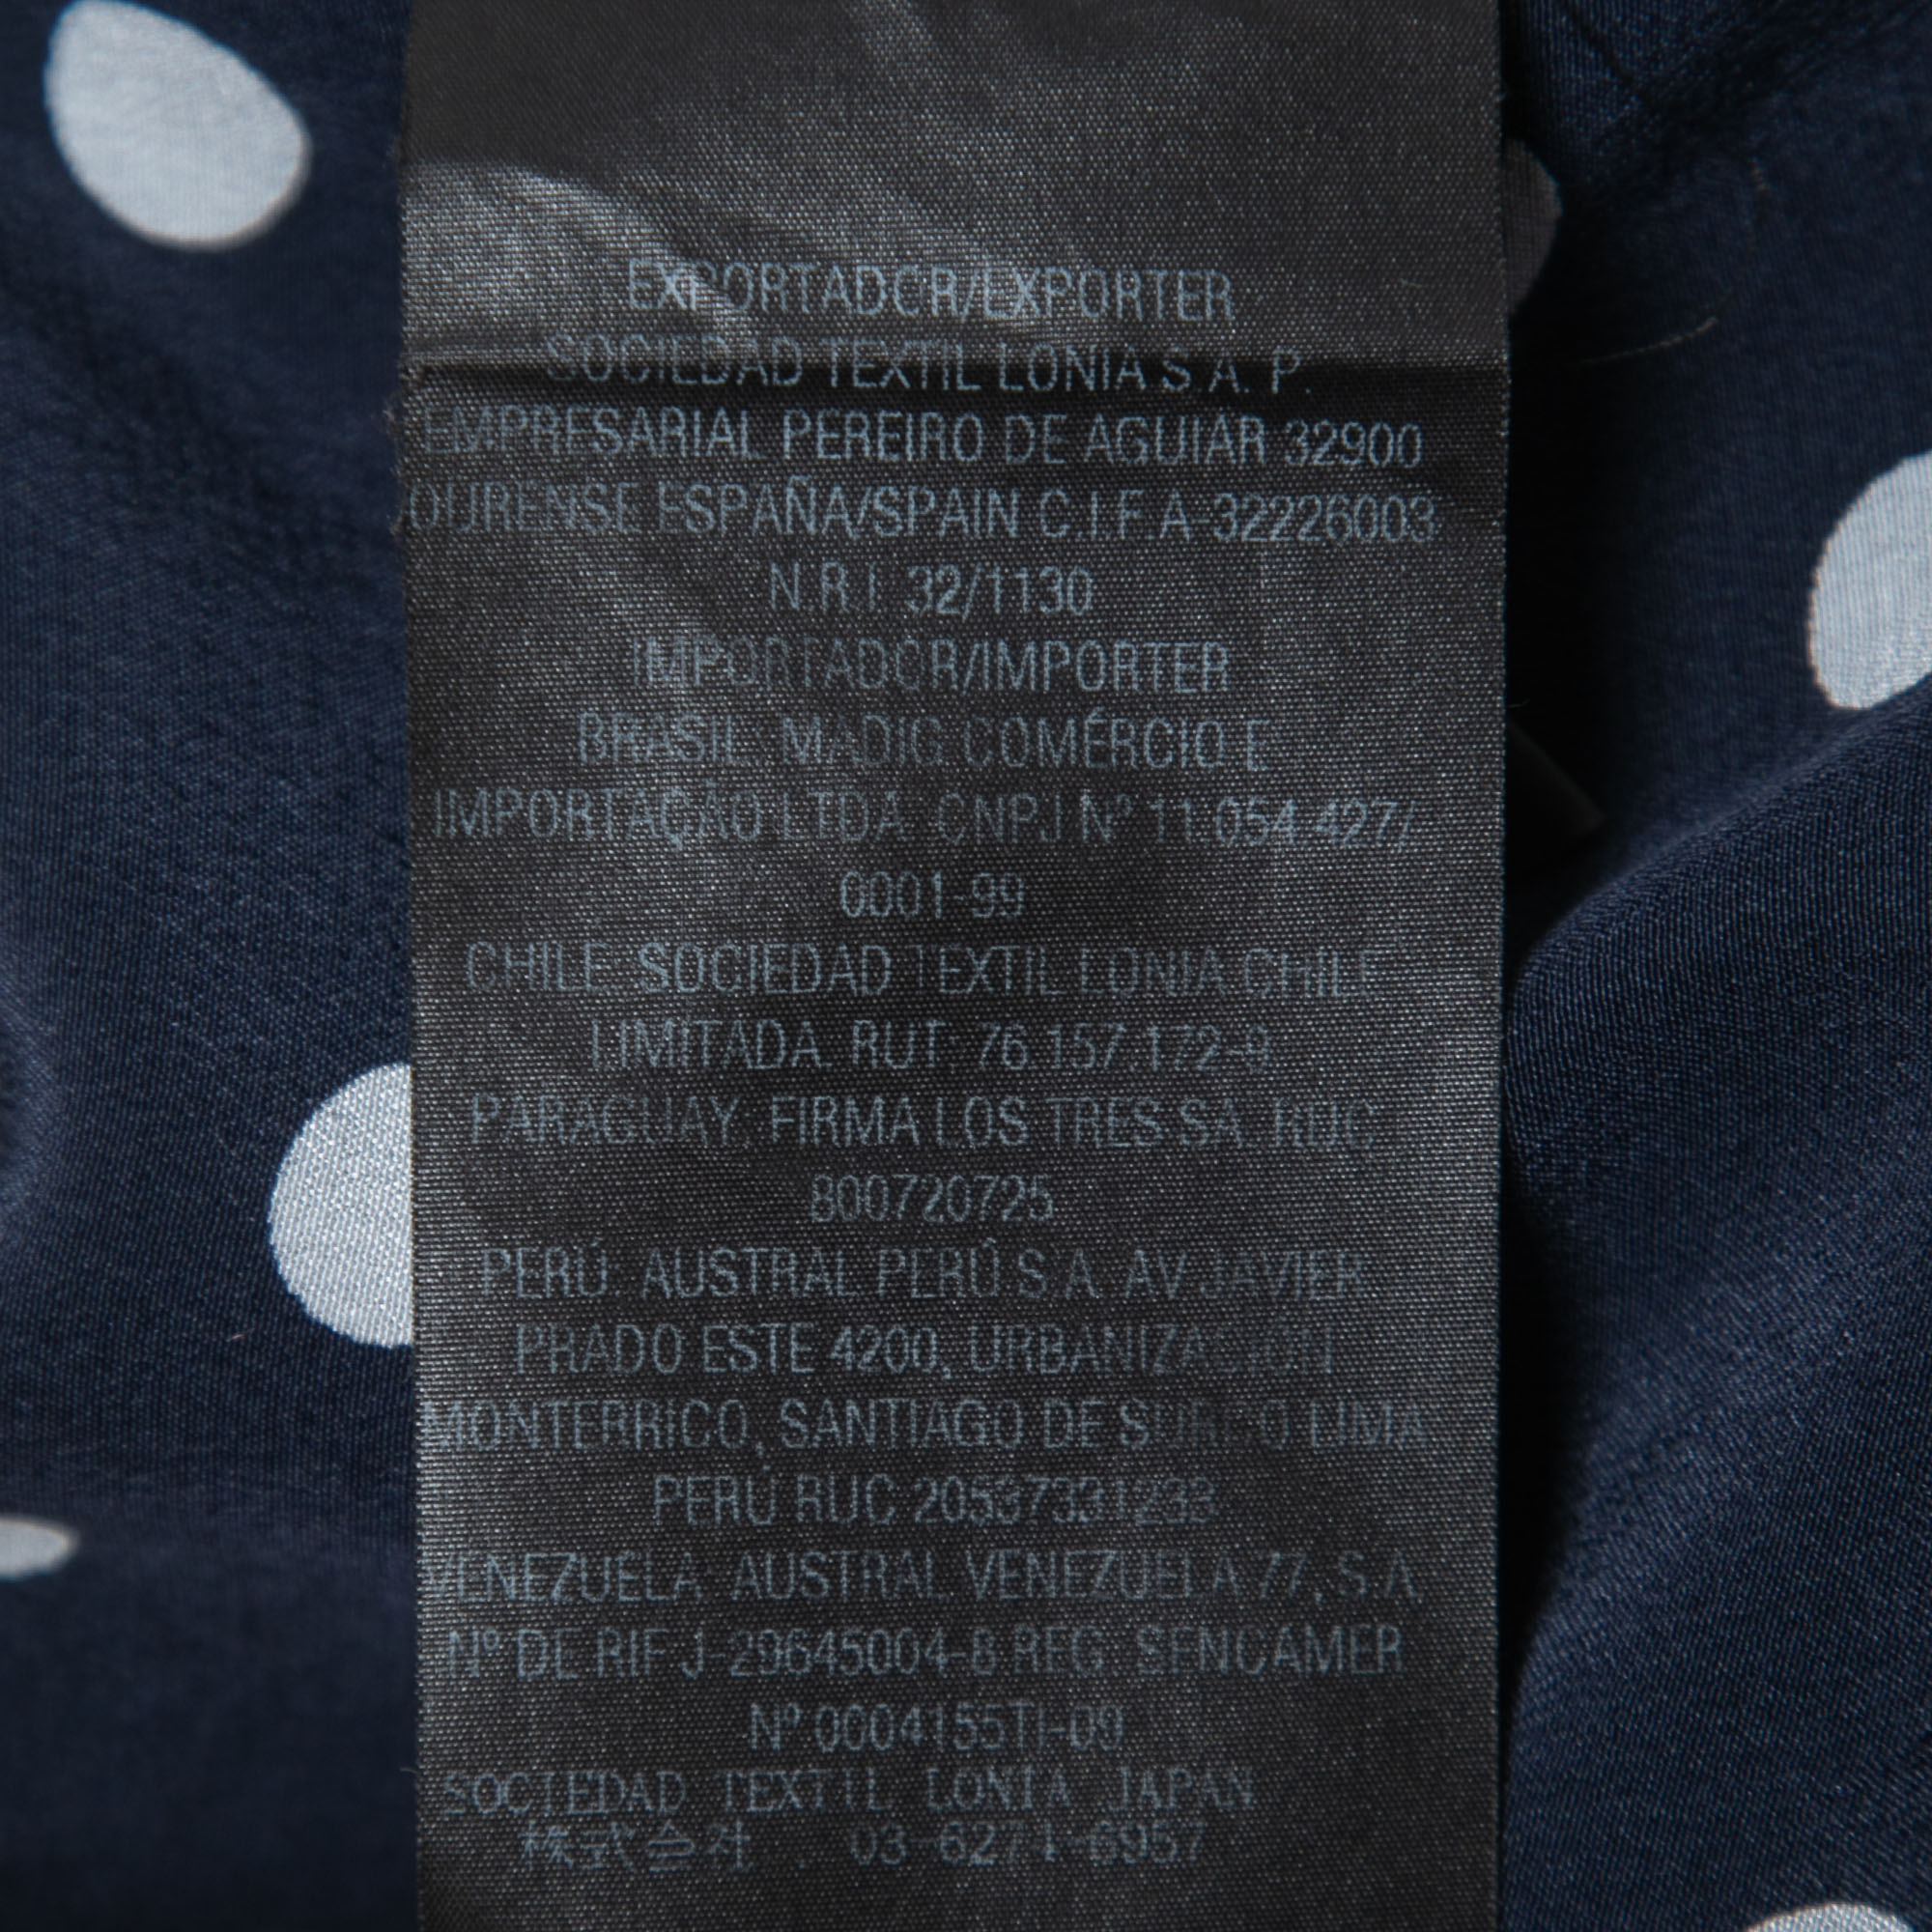 EXPORTADOR/EXPORTER
SOCIEDAD TEXTIL LONIA S.A. P.
EMPRESARIAL PEREIRO DE AGUIAR 32900
OURENSE ESPAÑA/SPAIN C.I.F.A-32226003
N.R.I. 32/1130
IMPORTADOR/IMPORTER
BRASIL: MADIG COMÉRCIO E
IMPORTAÇÃO LTDA. CNPJ Nº 11.054.427/
0001-99
CHILE: SOCIEDAD TEXTIL LONIA CHILE
LIMITADA. RUT: 76.157.172-9
PARAGUAY: FIRMA LOS TRES SA. RUC
800720725
PERÚ: AUSTRAL PERÚ S.A. AV.JAVIER
PRADO ESTE 4200, URBANIZACIÓN
MONTERRICO, SANTIAGO DE SURCO LIMA
PERÚ RUC 20537331233
VENEZUELA: AUSTRAL VENEZUELA 77, S.A.
Nº DE RIF J-29645004-8 REG. SENCAMER
Nº 0004155TI-09
SOCIEDAD TEXTIL LONIA JAPAN
株式会社 : 03-6271-6957